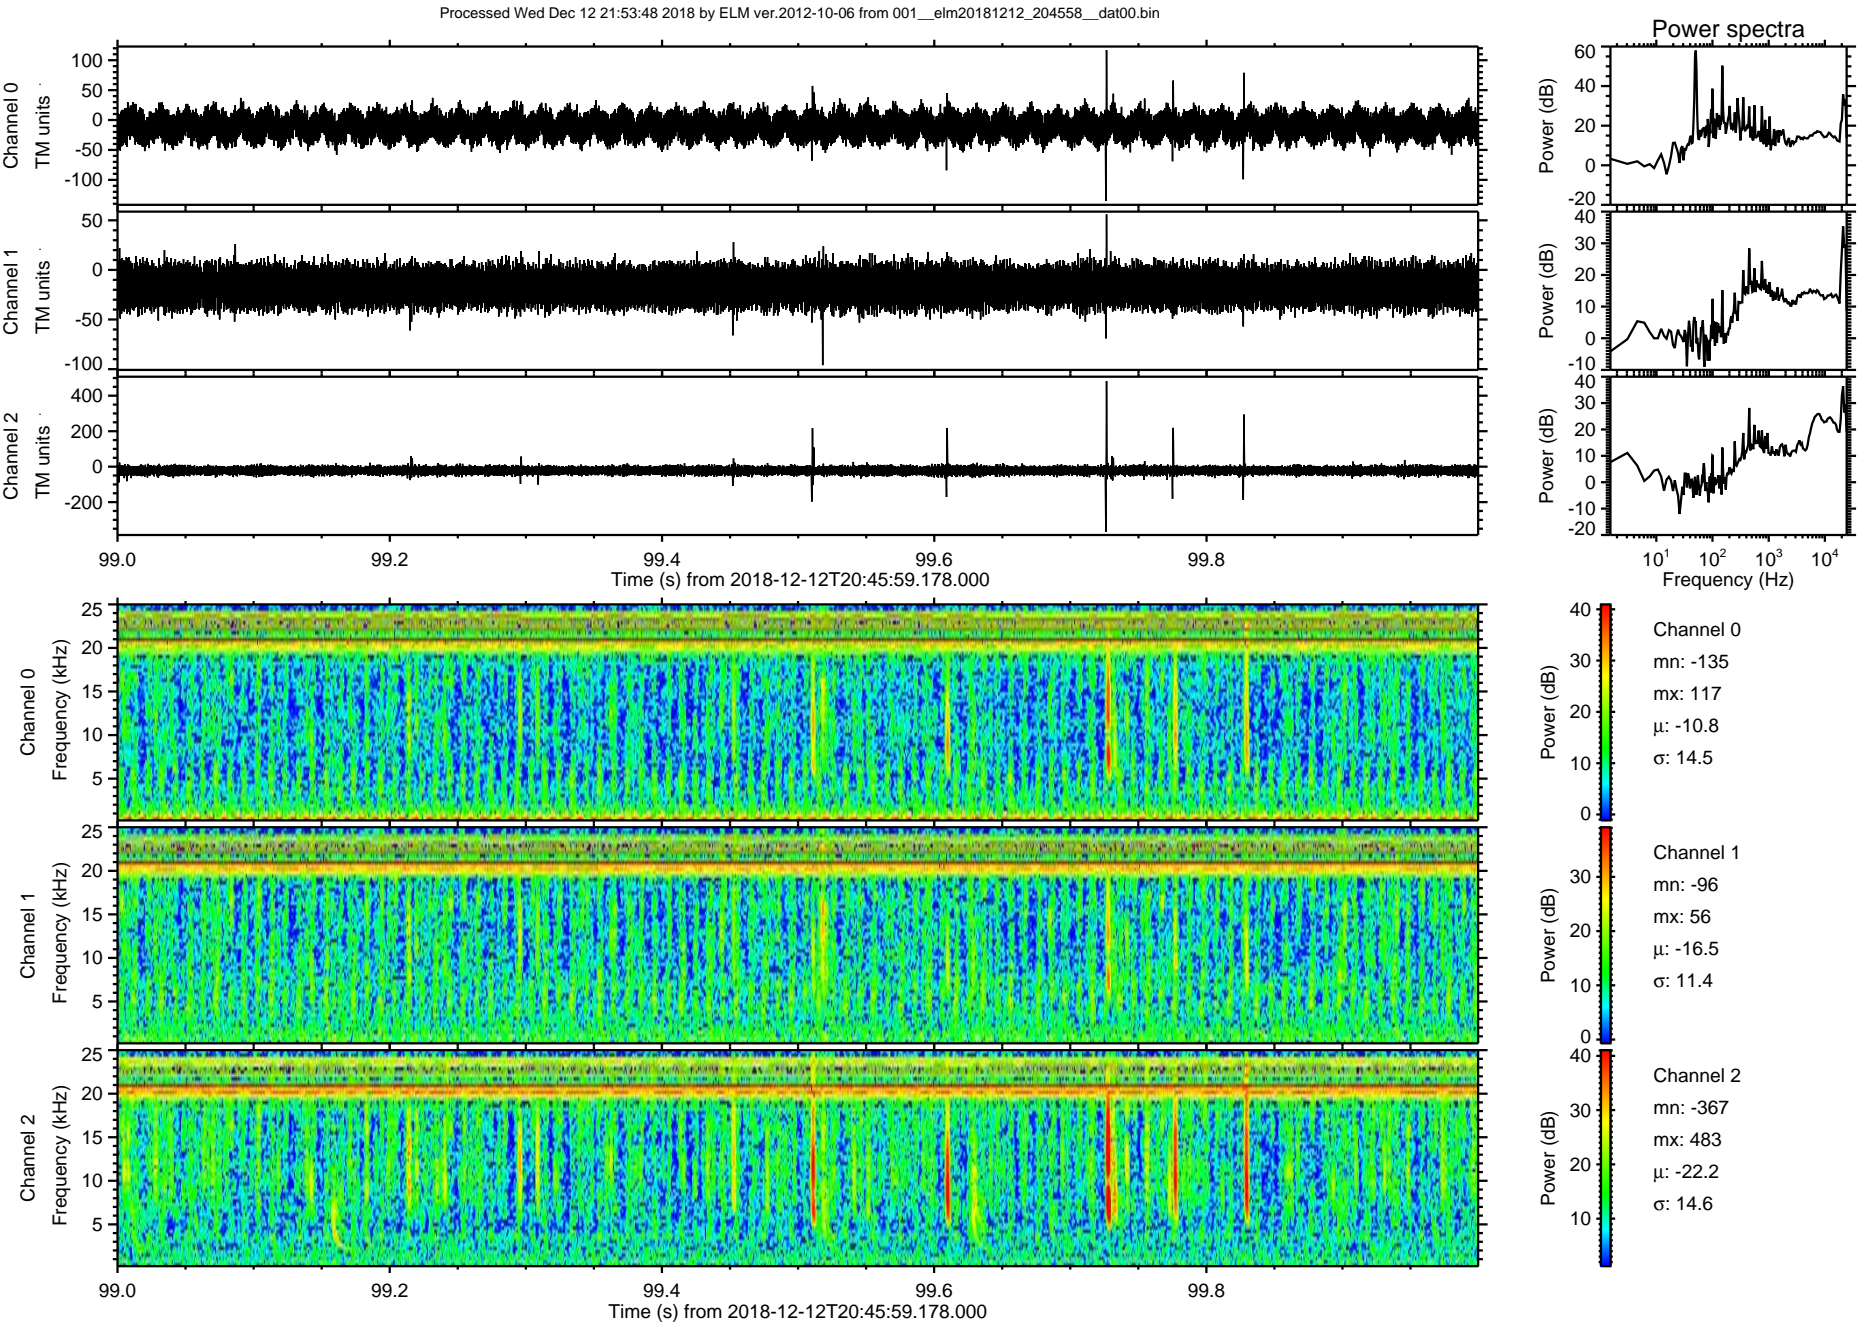 Processed Wed Dec 12 21:53:48 2018 by ELM ver.2012-10-06 from 001__elm20181212_204558__dat00.bin
Power spectra
Channel 0
TM units
100
50
0
-50
-100
Power (dB)
60
40
20
0
-20
Channel 1
TM units
50
0
-50
-100
Power (dB)
40
30
20
10
0
-10
Channel 2
TM units
400
200
0
-200
Power (dB)
40
30
20
10
0
-10
-20
99.0 99.2 99.4 99.6 99.8
Time (s) from 2018-12-12T20:45:59.178.000
10^1 10^2 10^3 10^4
Frequency (Hz)
Channel 0
Frequency (kHz)
25
20
15
10
5
Power (dB)
40
30
20
10
0
Channel 0
mn: -135
mx: 117
μ: -10.8
σ: 14.5
Channel 1
Frequency (kHz)
25
20
15
10
5
Power (dB)
30
20
10
0
Channel 1
mn: -96
mx: 56
μ: -16.5
σ: 11.4
Channel 2
Frequency (kHz)
25
20
15
10
5
Power (dB)
40
30
20
10
Channel 2
mn: -367
mx: 483
μ: -22.2
σ: 14.6
99.0 99.2 99.4 99.6 99.8
Time (s) from 2018-12-12T20:45:59.178.000